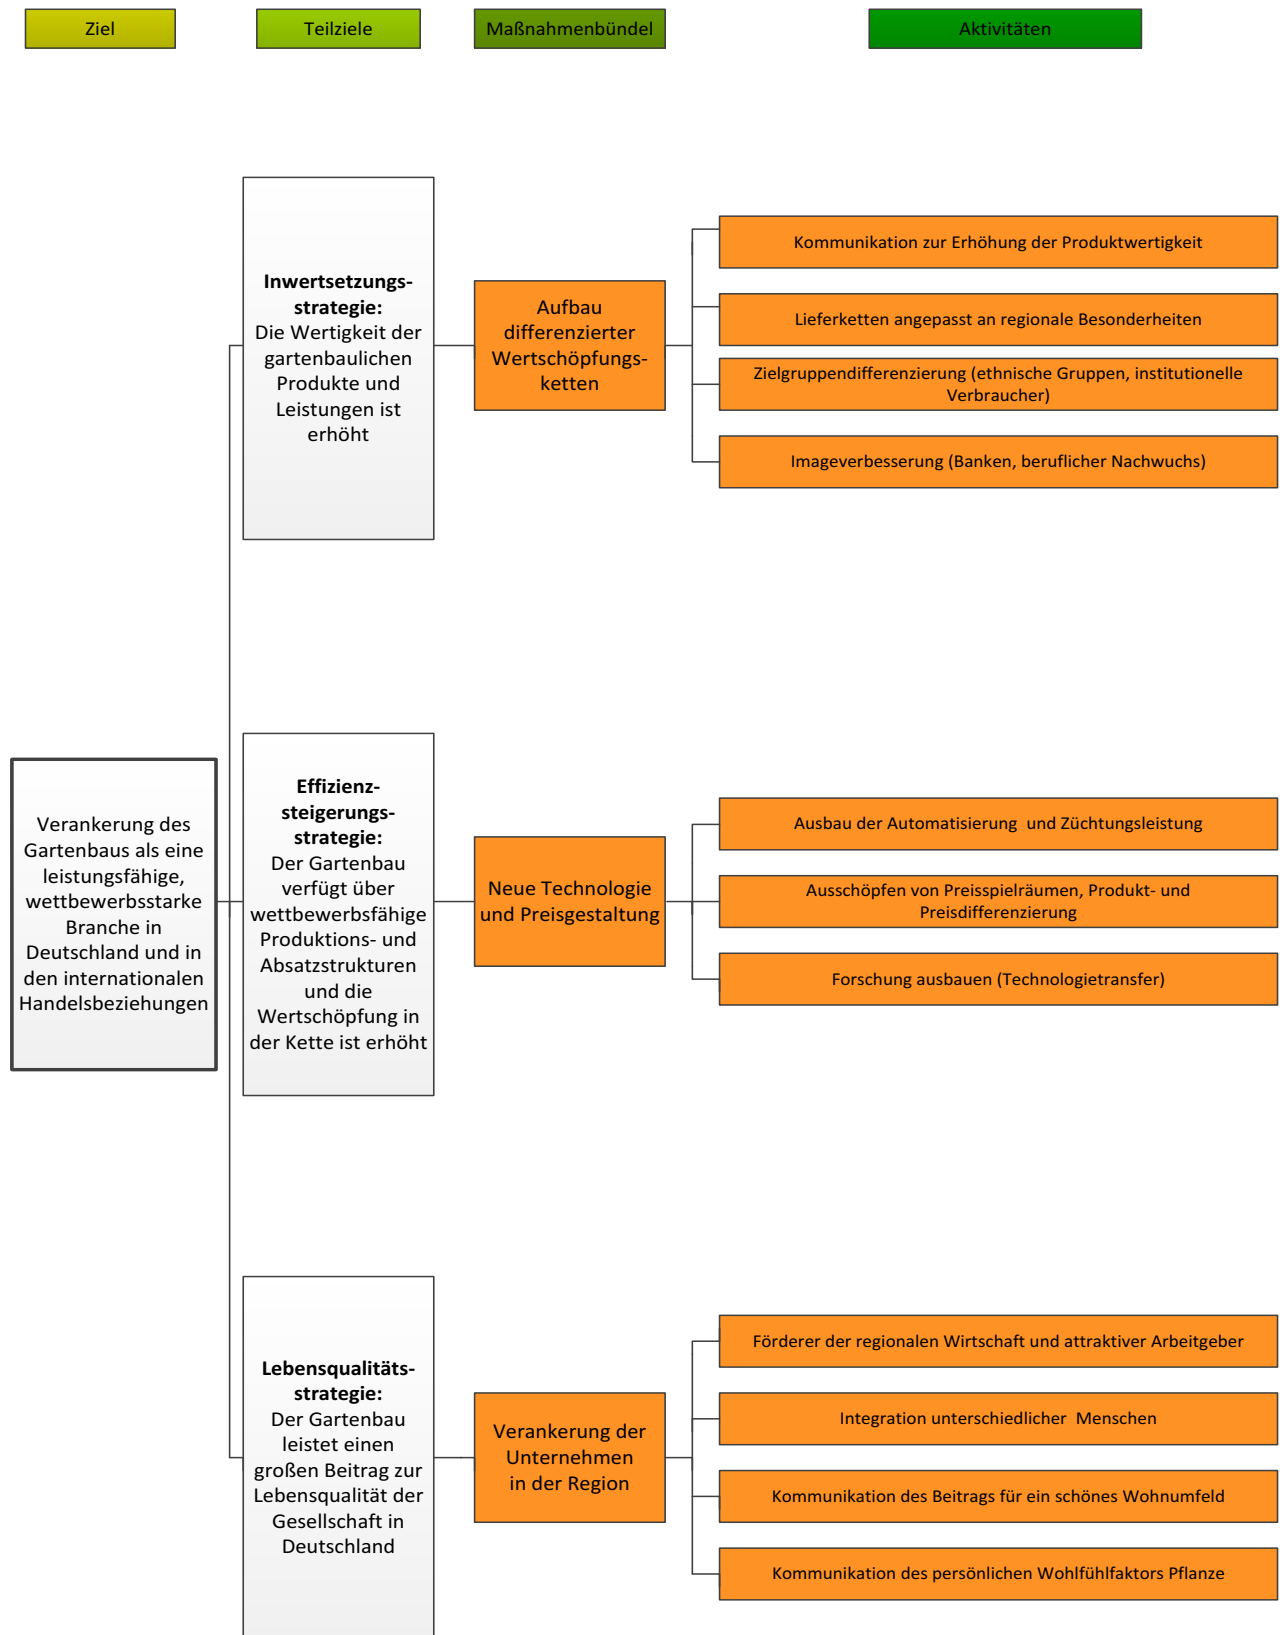 Ziel
Teilziele
Maßnahmenbündel
Aktivitäten
Verankerung des
Gartenbaus als eine
leistungsfähige,
wettbewerbsstarke
Branche in
Deutschland und in
den internationalen
Handelsbeziehungen
Inwertsetzungs-
strategie:
Die Wertigkeit der
gartenbaulichen
Produkte und
Leistungen ist
erhöht
Aufbau
differenzierter
Wertschöpfungs-
ketten
Kommunikation zur Erhöhung der Produktwertigkeit
Lieferketten angepasst an regionale Besonderheiten
Zielgruppendifferenzierung (ethnische Gruppen, institutionelle
Verbraucher)
Imageverbesserung (Banken, beruflicher Nachwuchs)
Effizienz-
steigerungs-
strategie:
Der Gartenbau
verfügt über
wettbewerbsfähige
Produktions- und
Absatzstrukturen
und die
Wertschöpfung in
der Kette ist erhöht
Neue Technologie
und Preisgestaltung
Ausbau der Automatisierung  und Züchtungsleistung
Ausschöpfen von Preisspielräumen, Produkt- und
Preisdifferenzierung
Forschung ausbauen (Technologietransfer)
Lebensqualitäts-
strategie:
Der Gartenbau
leistet einen
großen Beitrag zur
Lebensqualität der
Gesellschaft in
Deutschland
Verankerung der
Unternehmen
in der Region
Förderer der regionalen Wirtschaft und attraktiver Arbeitgeber
Integration unterschiedlicher  Menschen
Kommunikation des Beitrags für ein schönes Wohnumfeld
Kommunikation des persönlichen Wohlfühlfaktors Pflanze